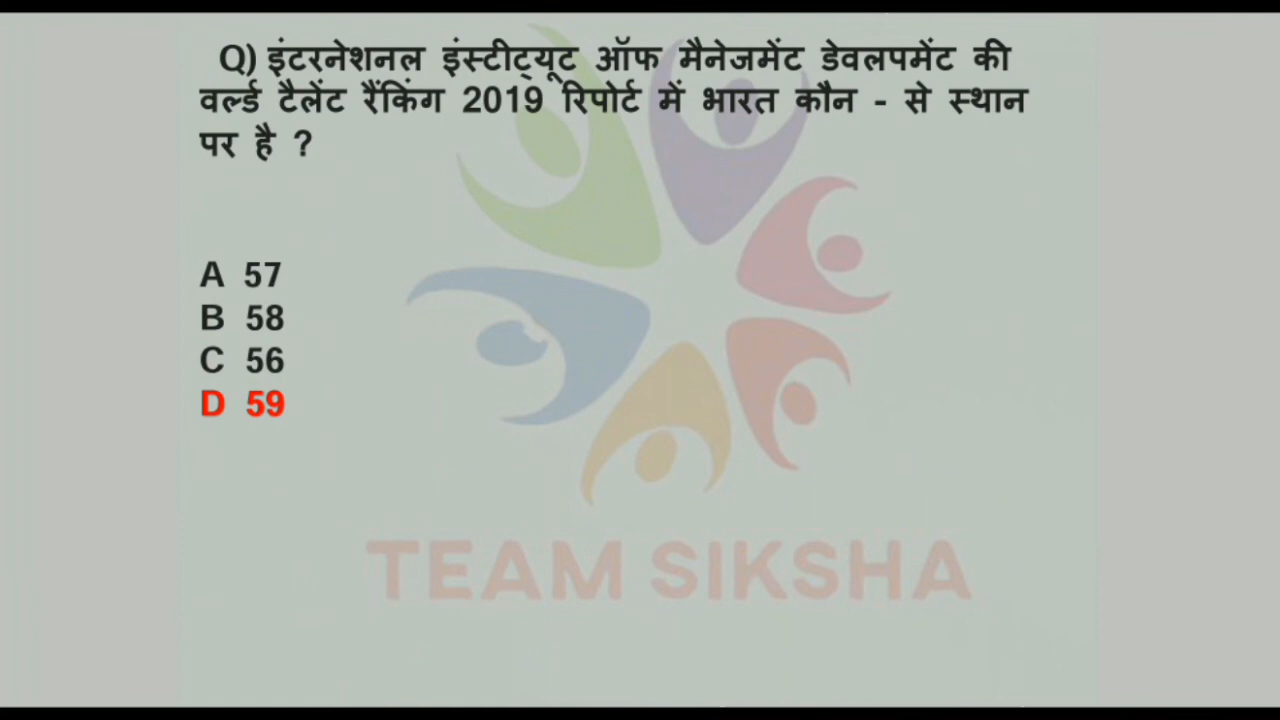 Q) इंटरनेशनल इंस्टीट्यूट ऑफ मैनेजमेंट डेवलपमेंट की
वर्ल्ड टैलेंट रैंकिंग 2019 रिपोर्ट में भारत कौन - से स्थान
पर है ?
A 57
B 58
C 56
D 59
TEAM SIKSHA